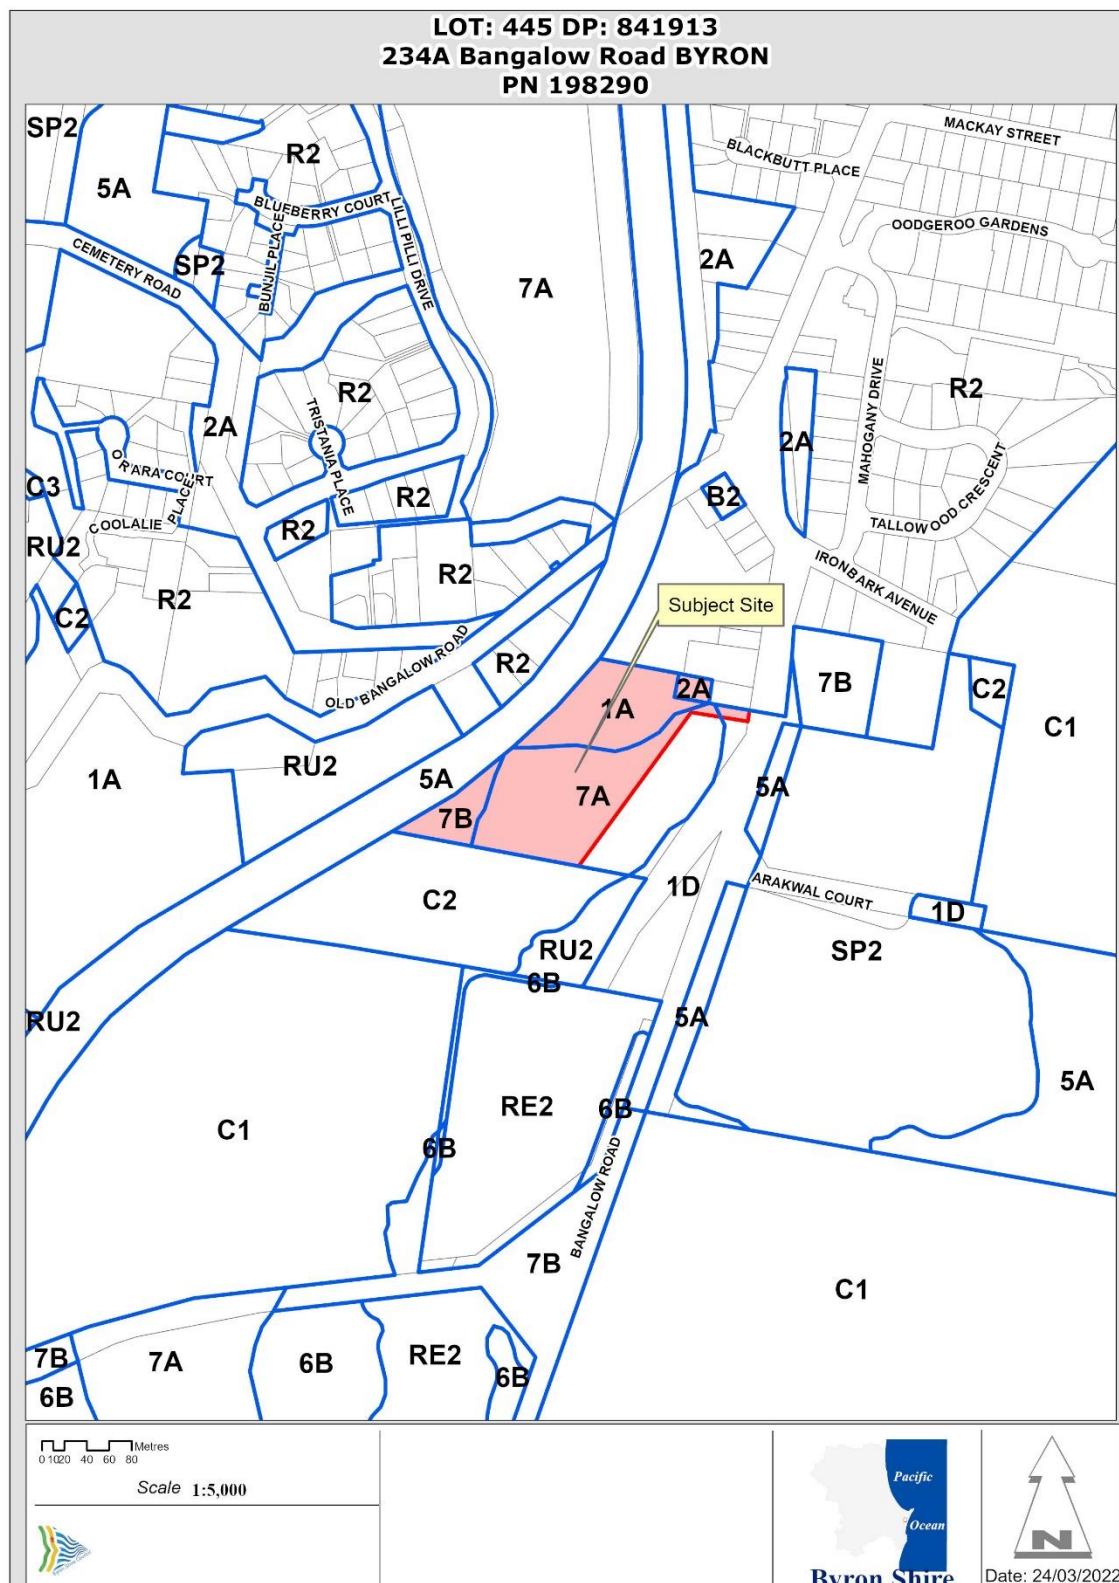 LOT: 445 DP: 841913
234A Bangalow Road BYRON
PN 198290
MACKAY STREET
SP2
BLACKBUTT PLACE
R2
5A
BLUEBERRY COURT
LILLI PILLI DRIVE
OODGEROO GARDENS
BUNJIL PLACE
CEMETERY ROAD
SP2
2A
7A
R2
R2
MAHOGANY DRIVE
2A
TRISTANIA PLACE
2A
ORARA COURT
C3
R2
B2
TALLOWOOD CRESCENT
COOLALIE PLACE
R2
RU2
IRONBARK AVENUE
R2
R2
Subject Site
C2
OLD BANGALOW ROAD
R2
7B
2A
C2
1A
C1
RU2
1A
5A
5A
7A
7B
ARAKWAL COURT
1D
C2
1D
RU2
SP2
6B
RU2
5A
5A
RE2
6B
C1
6B
BANGALOW ROAD
7B
C1
7B
7A
6B
RE2
6B
6B
Metres
0 10 20 40 60 80
Scale 1:5,000
Pacific
Ocean
Byron Shire
N
Date: 24/03/2022